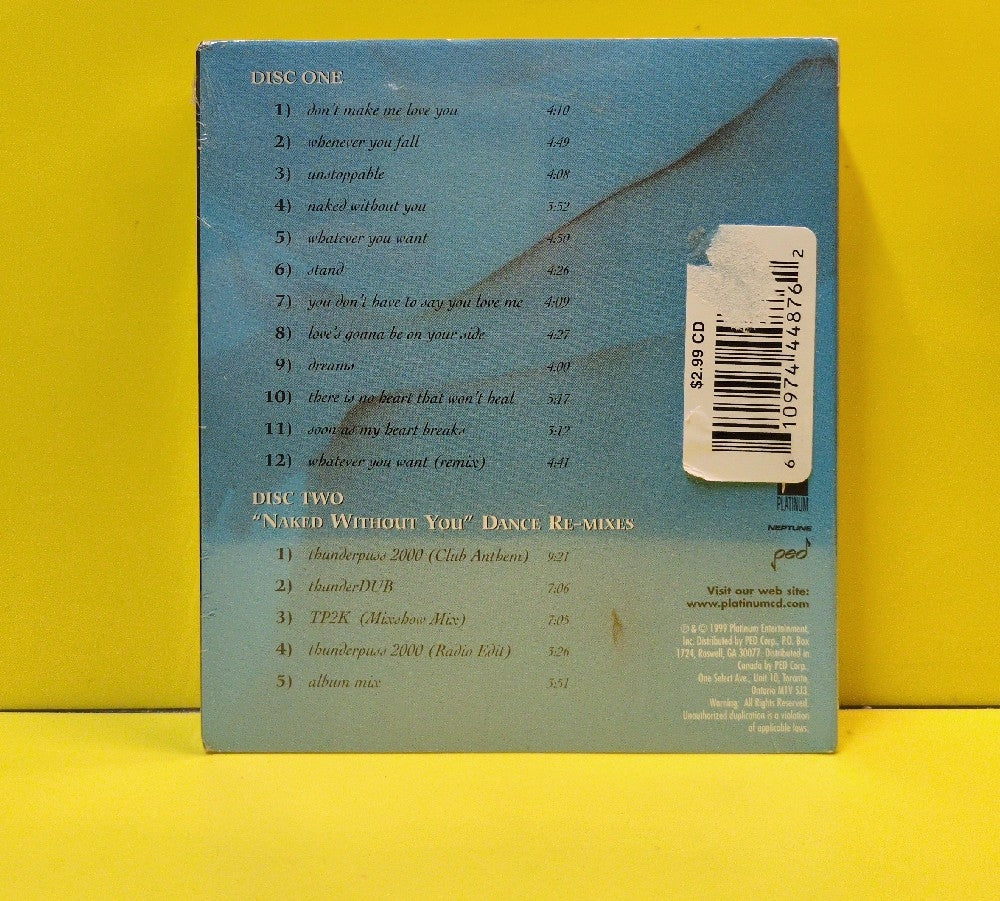 DISC ONE
1) don't make me love you 4:10
2) whenever you fall 4:49
3) unstoppable 4:08
4) naked without you 3:52
5) whatever you want 4:50
6) stand 4:26
7) you don't have to say you love me 4:09
8) love's gonna be on your side 4:27
9) dreams 4:00
10) there is no heart that won't heal 5:17
11) soon as my heart breaks 3:12
12) whatever you want (remix) 4:41
DISC TWO
"NAKED WITHOUT YOU" DANCE RE-MIXES
1) thunderpuss 2000 (Club Anthem) 9:21
2) thunderDUB 7:06
3) TP2K (Mixshow Mix) 7:05
4) thunderpuss 2000 (Radio Edit) 3:26
5) album mix 3:51
$2.99 CD
6 10974 44876 2
PLATINUM
NEPTUNE
ped
Visit our web site:
www.platinumcd.com
℗ & © 1999 Platinum Entertainment,
Inc. Distributed by PED Corp., P.O. Box
1724, Roswell, GA 30077. Distributed in
Canada by PED Corp.
One Select Ave., Unit 10, Toronto,
Ontario M1V 5J3
Warning: All Rights Reserved.
Unauthorized duplication is a violation
of applicable laws.